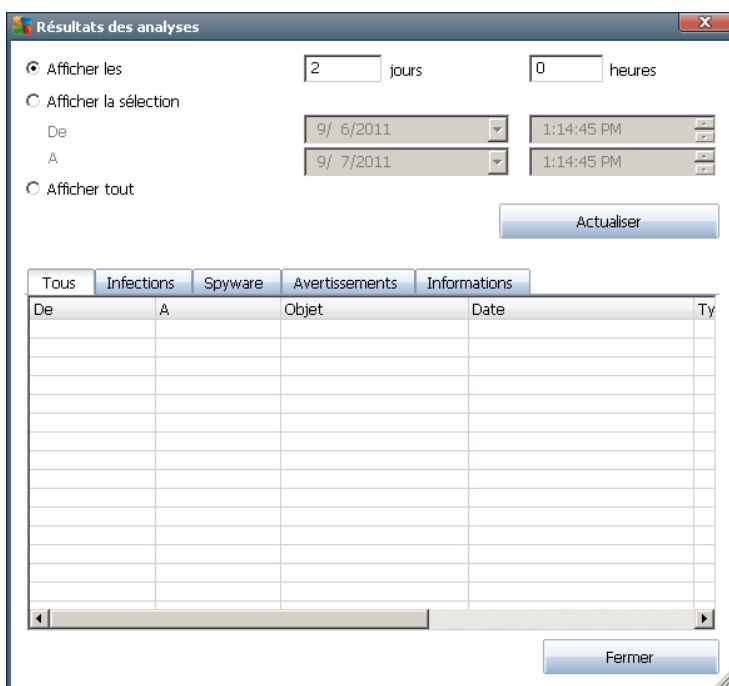 Résultats des analyses
Afficher les 2 jours 0 heures
Afficher la sélection
De 9/ 6/2011 1:14:45 PM
A 9/ 7/2011 1:14:45 PM
Afficher tout
Actualiser
Tous Infections Spyware Avertissements Informations
De A Objet Date Ty
Fermer